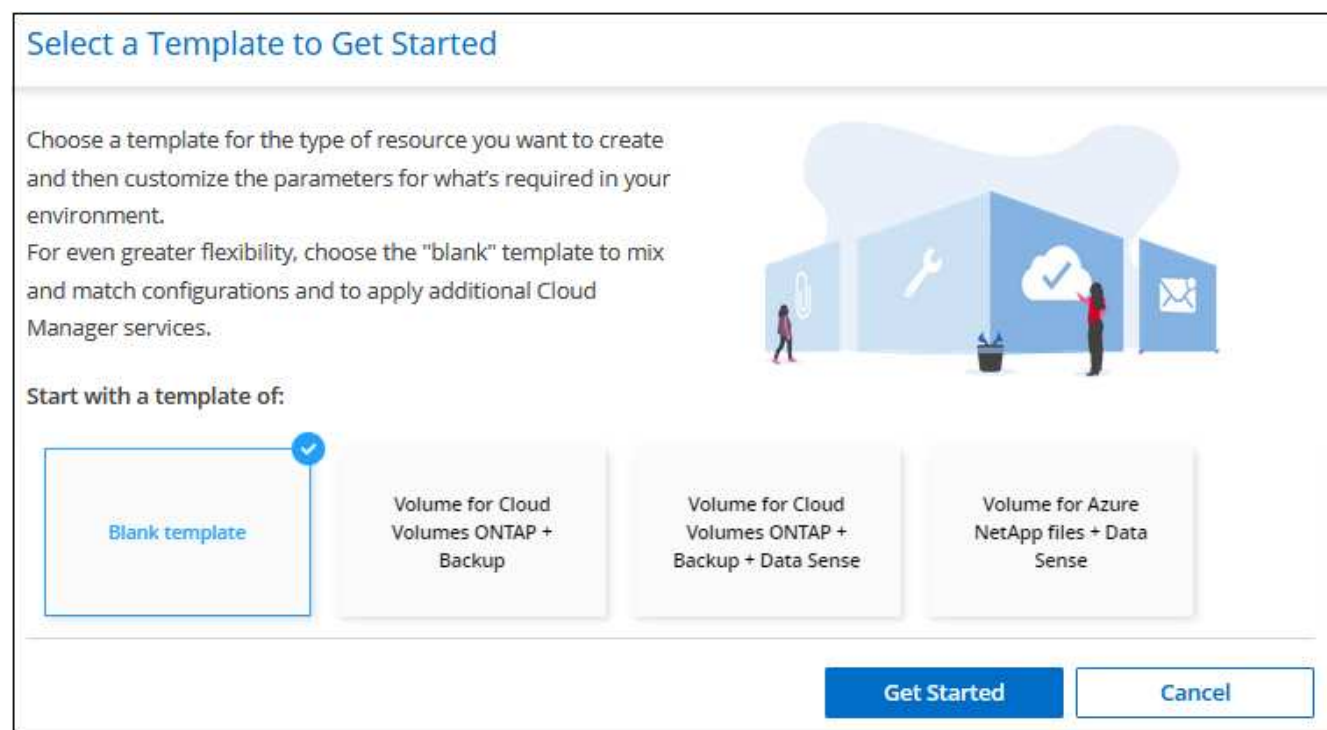 Select a Template to Get Started
Choose a template for the type of resource you want to create
and then customize the parameters for what's required in your
environment.
For even greater flexibility, choose the "blank" template to mix
and match configurations and to apply additional Cloud
Manager services.
Start with a template of:
Blank template
Volume for Cloud
Volumes ONTAP +
Backup
Volume for Cloud
Volumes ONTAP +
Backup + Data Sense
Volume for Azure
NetApp files + Data
Sense
Get Started
Cancel